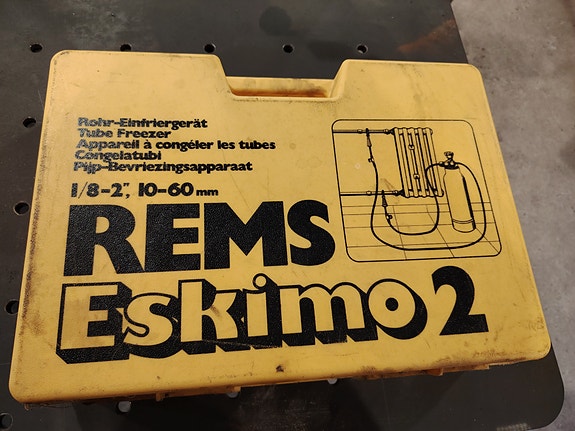 Rohr-Einfriergerät
Tube Freezer
Appareil à congéler les tubes
Congelatubi
Pijp-Bevriezingsapparaat
1/8-2", 10-60 mm
REMS
Eskimo 2